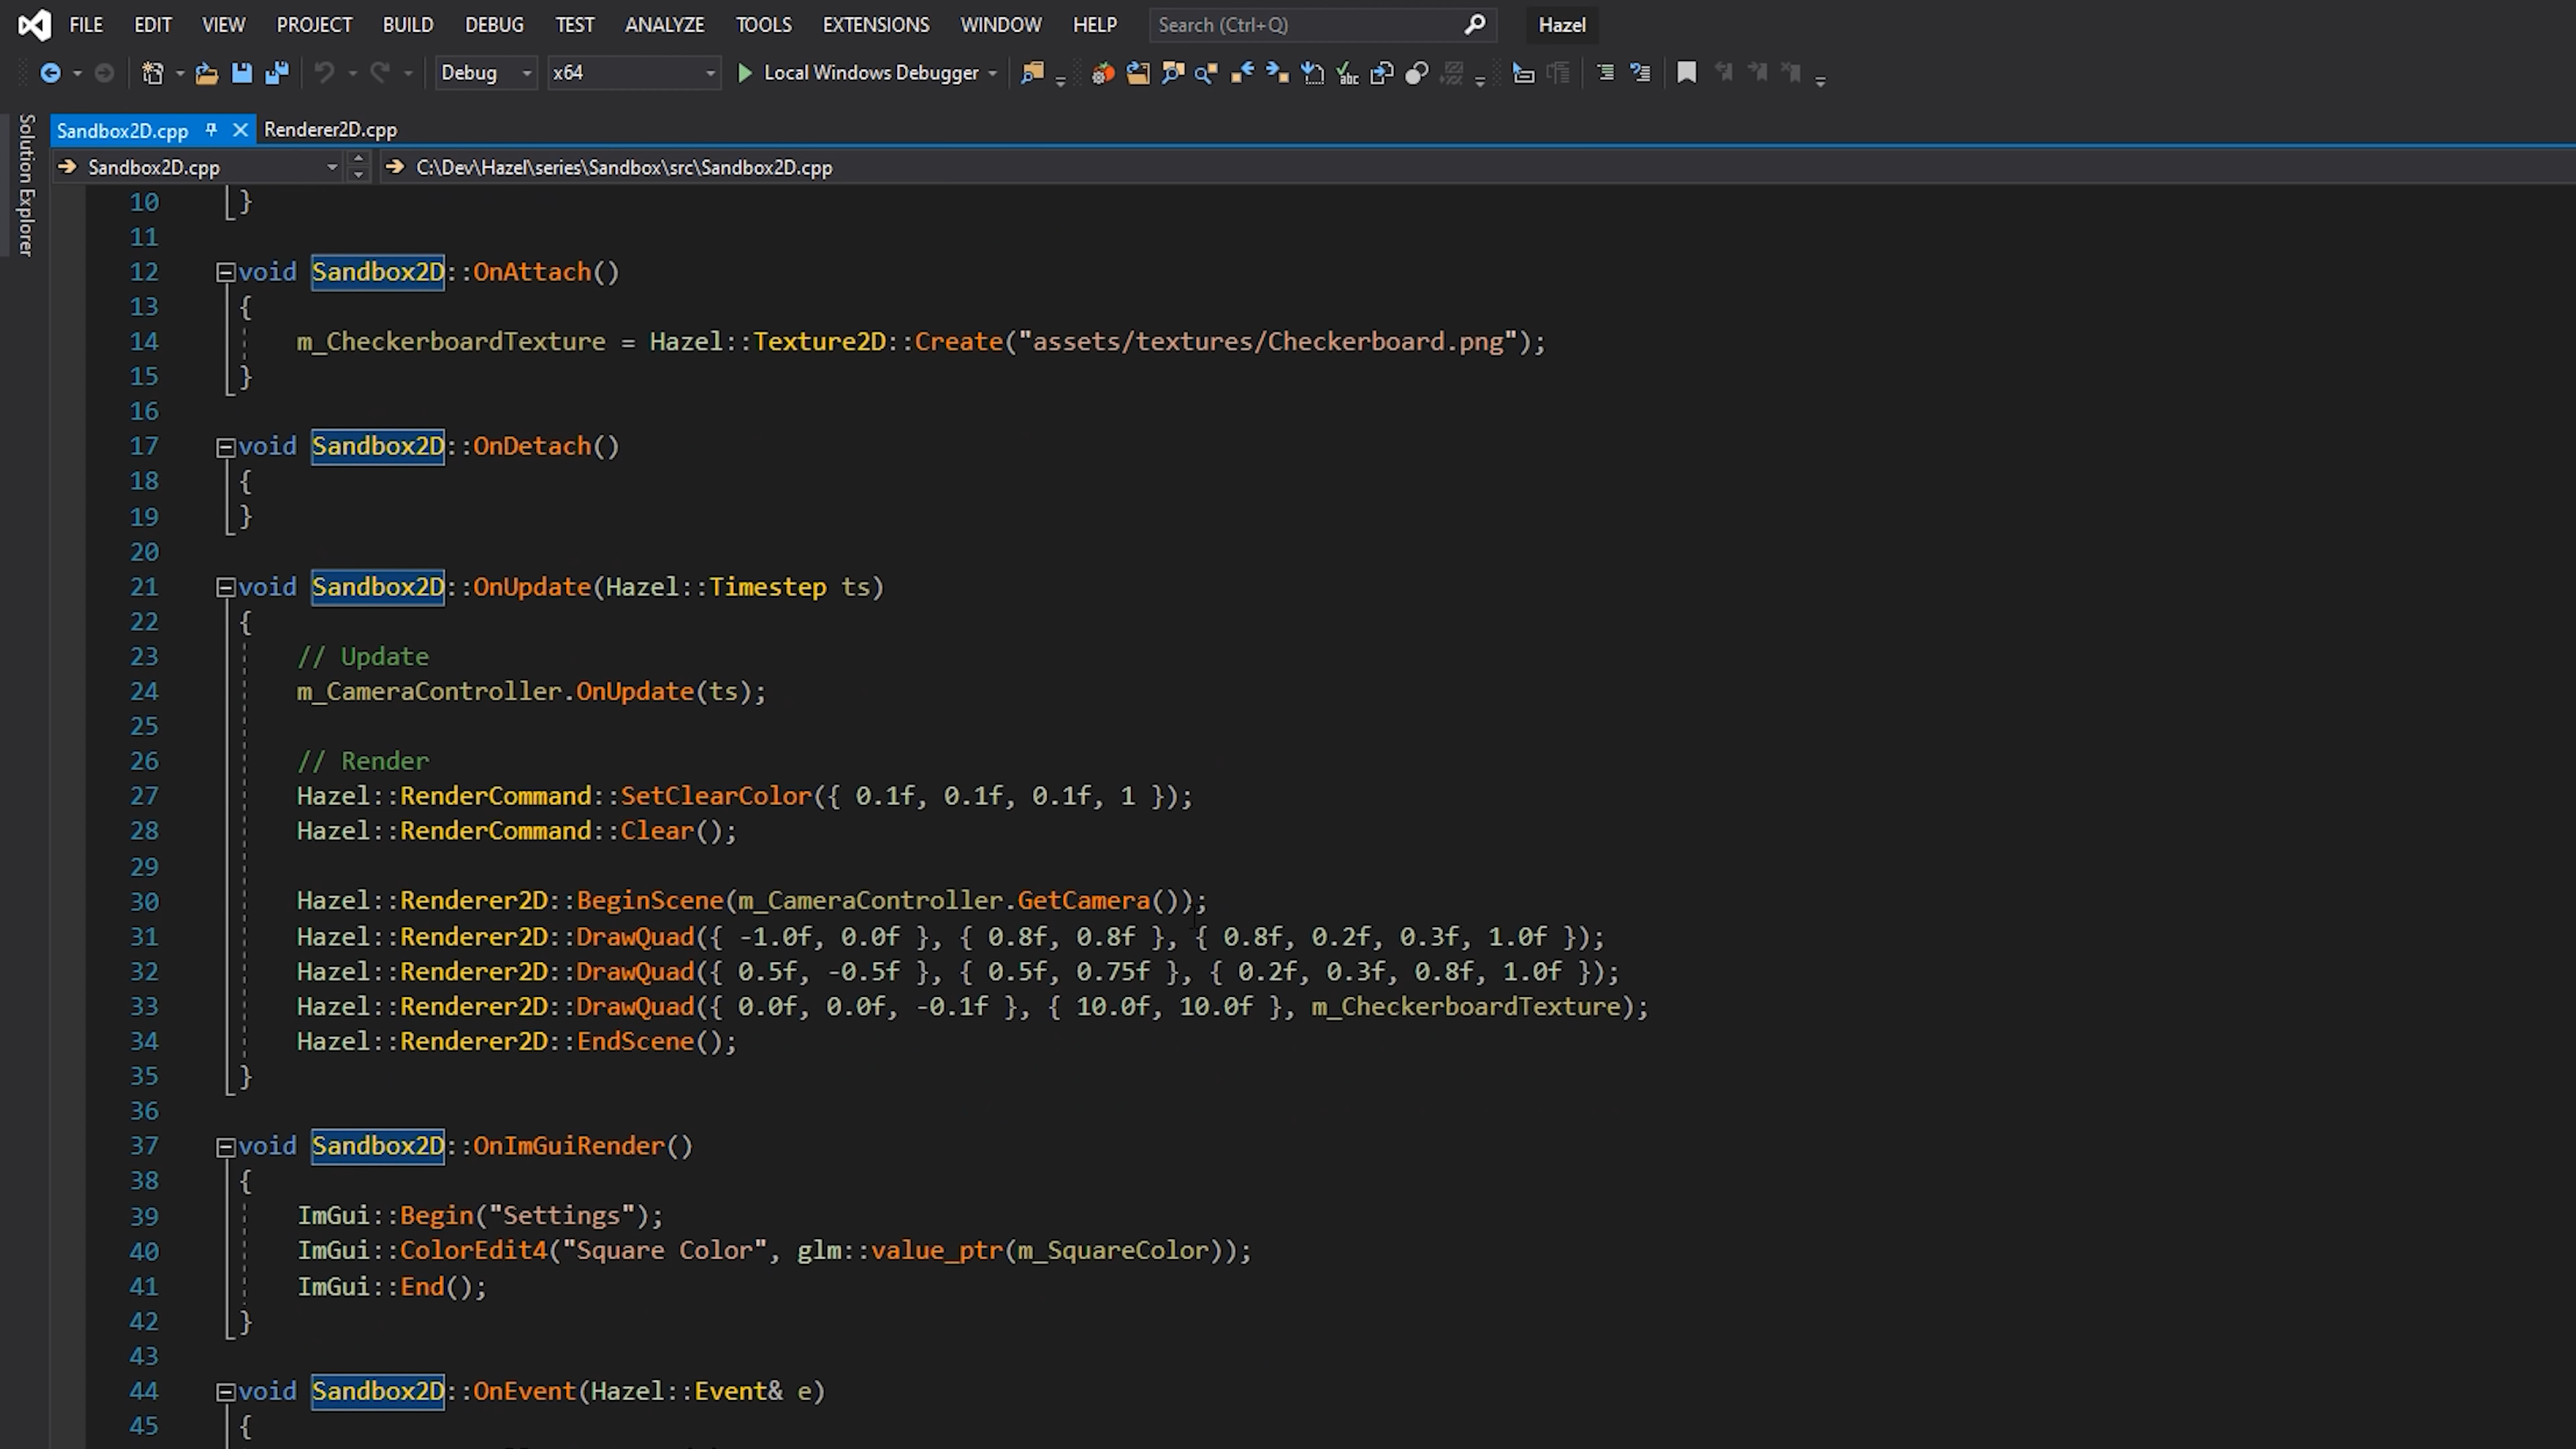 FILE EDIT VIEW PROJECT BUILD DEBUG TEST ANALYZE TOOLS EXTENSIONS WINDOW HELP Search (Ctrl+Q) Hazel
Debug x64 Local Windows Debugger
Solution Explorer
Sandbox2D.cpp Renderer2D.cpp
Sandbox2D.cpp C:\Dev\Hazel\series\Sandbox\src\Sandbox2D.cpp
10 }
11
12 void Sandbox2D::OnAttach()
13 {
14 m_CheckerboardTexture = Hazel::Texture2D::Create("assets/textures/Checkerboard.png");
15 }
16
17 void Sandbox2D::OnDetach()
18 {
19 }
20
21 void Sandbox2D::OnUpdate(Hazel::Timestep ts)
22 {
23 // Update
24 m_CameraController.OnUpdate(ts);
25
26 // Render
27 Hazel::RenderCommand::SetClearColor({ 0.1f, 0.1f, 0.1f, 1 });
28 Hazel::RenderCommand::Clear();
29
30 Hazel::Renderer2D::BeginScene(m_CameraController.GetCamera());
31 Hazel::Renderer2D::DrawQuad({ -1.0f, 0.0f }, { 0.8f, 0.8f }, { 0.8f, 0.2f, 0.3f, 1.0f });
32 Hazel::Renderer2D::DrawQuad({ 0.5f, -0.5f }, { 0.5f, 0.75f }, { 0.2f, 0.3f, 0.8f, 1.0f });
33 Hazel::Renderer2D::DrawQuad({ 0.0f, 0.0f, -0.1f }, { 10.0f, 10.0f }, m_CheckerboardTexture);
34 Hazel::Renderer2D::EndScene();
35 }
36
37 void Sandbox2D::OnImGuiRender()
38 {
39 ImGui::Begin("Settings");
40 ImGui::ColorEdit4("Square Color", glm::value_ptr(m_SquareColor));
41 ImGui::End();
42 }
43
44 void Sandbox2D::OnEvent(Hazel::Event& e)
45 {